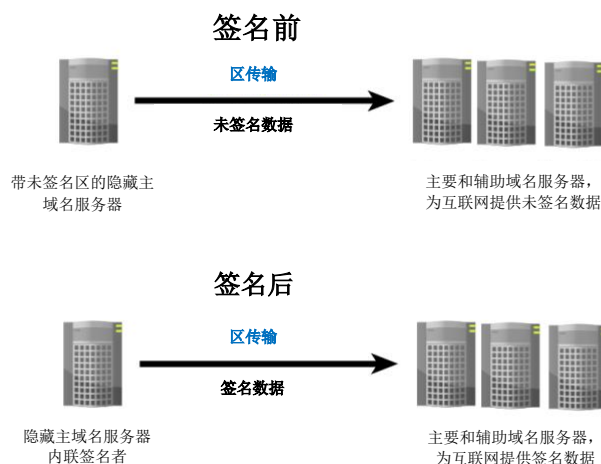 签名前
区传输
未签名数据
带未签名区的隐藏主
域名服务器
主要和辅助域名服务器，
为互联网提供未签名数据
签名后
区传输
签名数据
隐藏主域名服务器
内联签名者
主要和辅助域名服务器，
为互联网提供签名数据